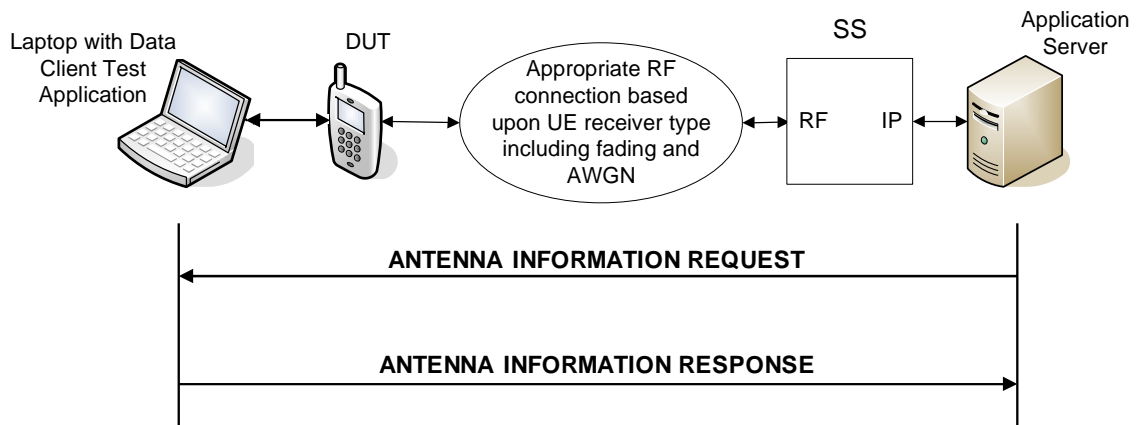 Laptop with Data
Client Test
Application
DUT
Appropriate RF
connection based
upon UE receiver type
including fading and
AWGN
SS
RF
IP
Application
Server
ANTENNA INFORMATION REQUEST
ANTENNA INFORMATION RESPONSE